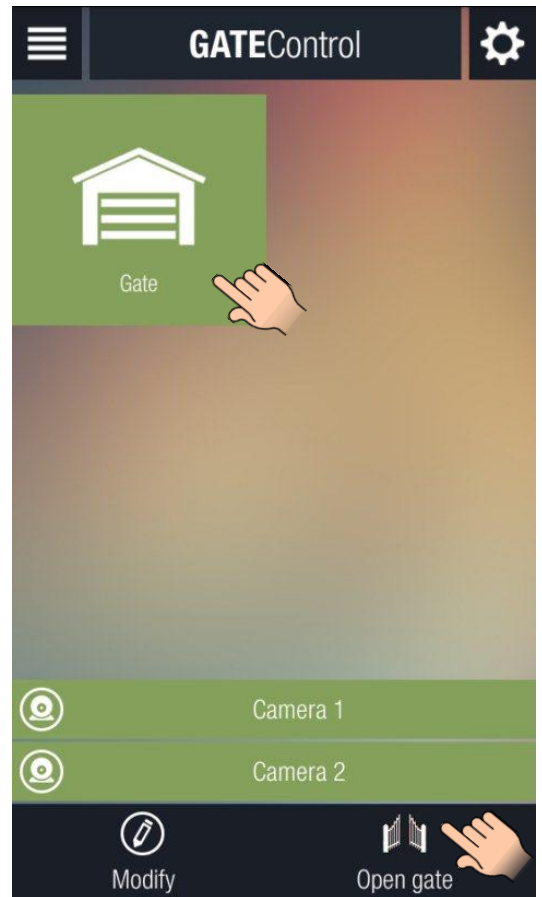 GATEControl
Gate
Camera 1
Camera 2
Modify
Open gate